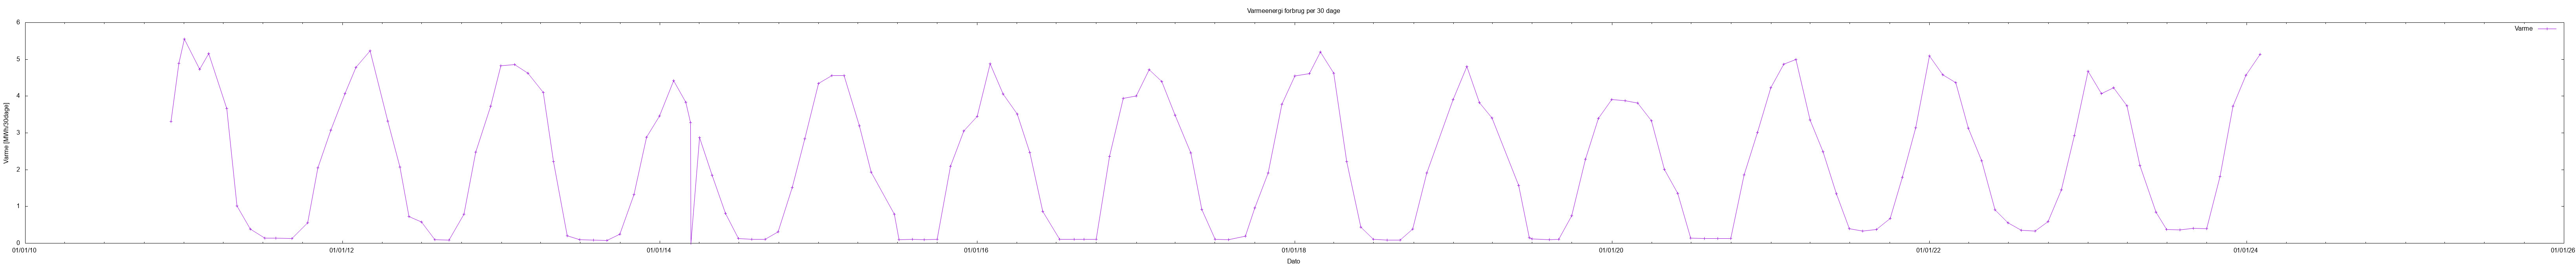 Varmeenergi forbrug per 30 dage
Varme
6
5
4
3
2
1
0
Varme [MWh/30dage]
01/01/10 01/01/12 01/01/14 01/01/16 01/01/18 01/01/20 01/01/22 01/01/24 01/01/26
Dato